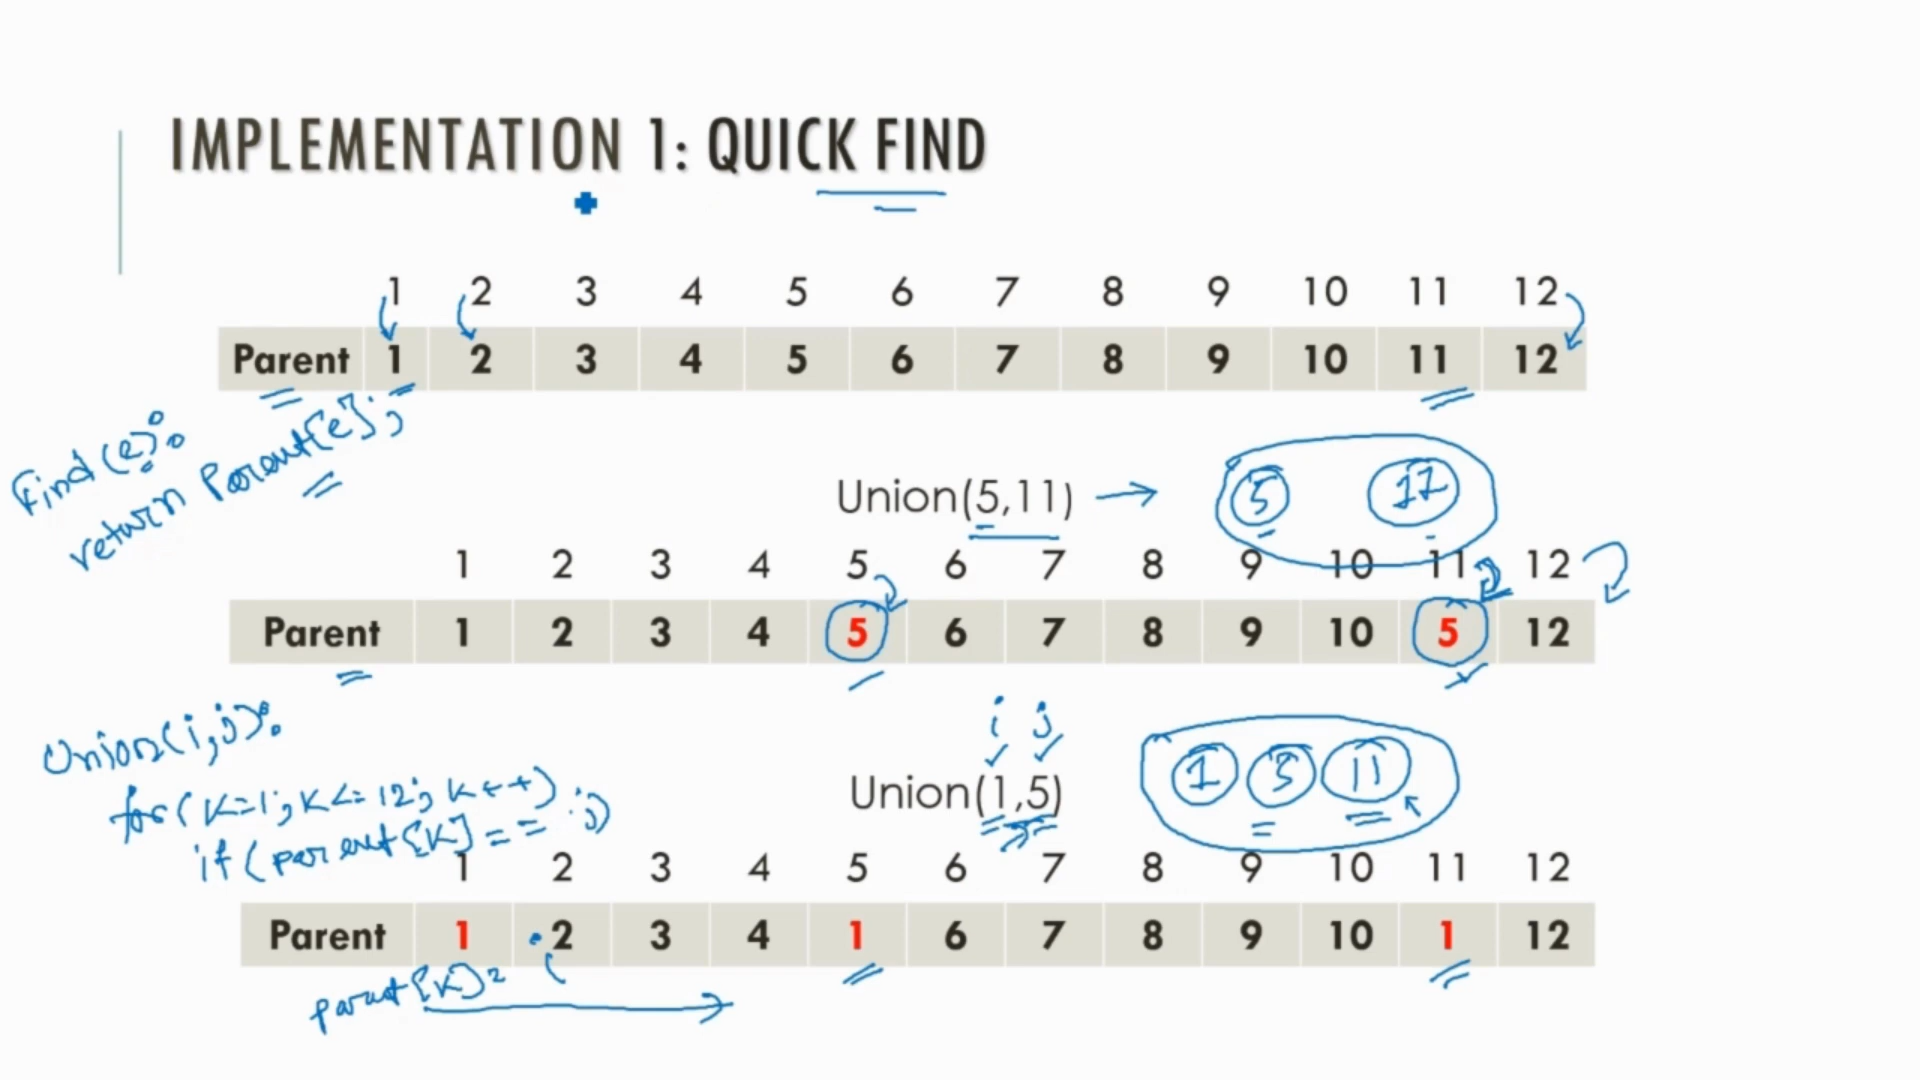 IMPLEMENTATION 1: QUICK FIND
1 2 3 4 5 6 7 8 9 10 11 12
Parent 1 2 3 4 5 6 7 8 9 10 11 12
Find(e):
return Parent[e];
Union(5,11) → 5 11
1 2 3 4 5 6 7 8 9 10 11 12
Parent 1 2 3 4 5 6 7 8 9 10 5 12
Union(i,j):
i j
Union(1,5) 1 5 11
for(k=1; k<=12; k++)
if(parent[k]==j)
1 2 3 4 5 6 7 8 9 10 11 12
Parent 1 2 3 4 1 6 7 8 9 10 1 12
parent[k]=